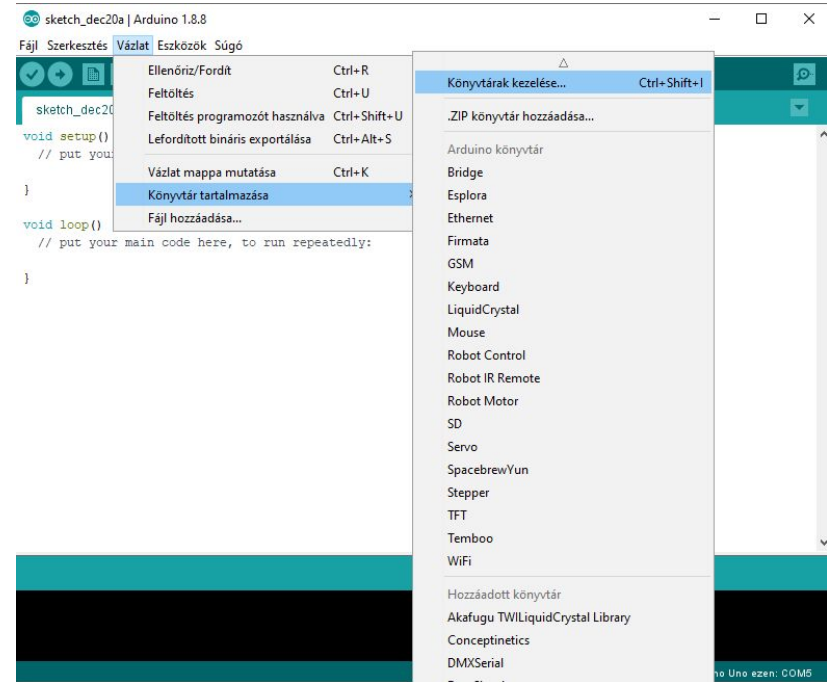 sketch_dec20a | Arduino 1.8.8
Fájl Szerkesztés Vázlat Eszközök Súgó
Ellenőriz/Fordít Ctrl+R
Feltöltés Ctrl+U
Feltöltés programozót használva Ctrl+Shift+U
Lefordított bináris exportálása Ctrl+Alt+S
Vázlat mappa mutatása Ctrl+K
Könyvtár tartalmazása
Fájl hozzáadása...
sketch_dec20
void setup()
// put you
}
void loop()
// put your main code here, to run repeatedly:
}
Könyvtárak kezelése... Ctrl+Shift+I
.ZIP könyvtár hozzáadása...
Arduino könyvtár
Bridge
Esplora
Ethernet
Firmata
GSM
Keyboard
LiquidCrystal
Mouse
Robot Control
Robot IR Remote
Robot Motor
SD
Servo
SpacebrewYun
Stepper
TFT
Temboo
WiFi
Hozzáadott könyvtár
Akafugu TWILiquidCrystal Library
Conceptinetics
DMXSerial
no Uno ezen: COM5